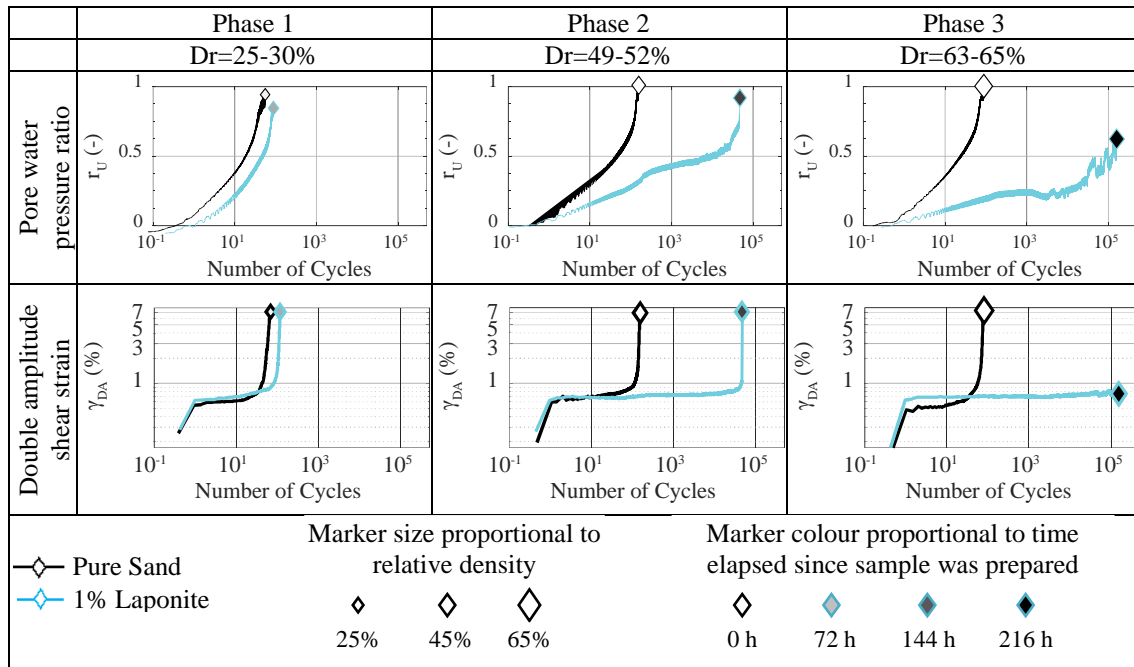 Phase 1 Phase 2 Phase 3
Dr=25-30% Dr=49-52% Dr=63-65%
Pore water
pressure ratio
r_U (-)
1
0.5
0
10^-1 10^1 10^3 10^5
Number of Cycles
r_U (-)
1
0.5
0
10^-1 10^1 10^3 10^5
Number of Cycles
r_U (-)
1
0.5
0
10^-1 10^1 10^3 10^5
Number of Cycles
Double amplitude
shear strain
γ_DA (%)
7
5
3
1
10^-1 10^1 10^3 10^5
Number of Cycles
γ_DA (%)
7
5
3
1
10^-1 10^1 10^3 10^5
Number of Cycles
γ_DA (%)
7
5
3
1
10^-1 10^1 10^3 10^5
Number of Cycles
Pure Sand
1% Laponite
Marker size proportional to
relative density
25% 45% 65%
Marker colour proportional to time
elapsed since sample was prepared
0 h 72 h 144 h 216 h